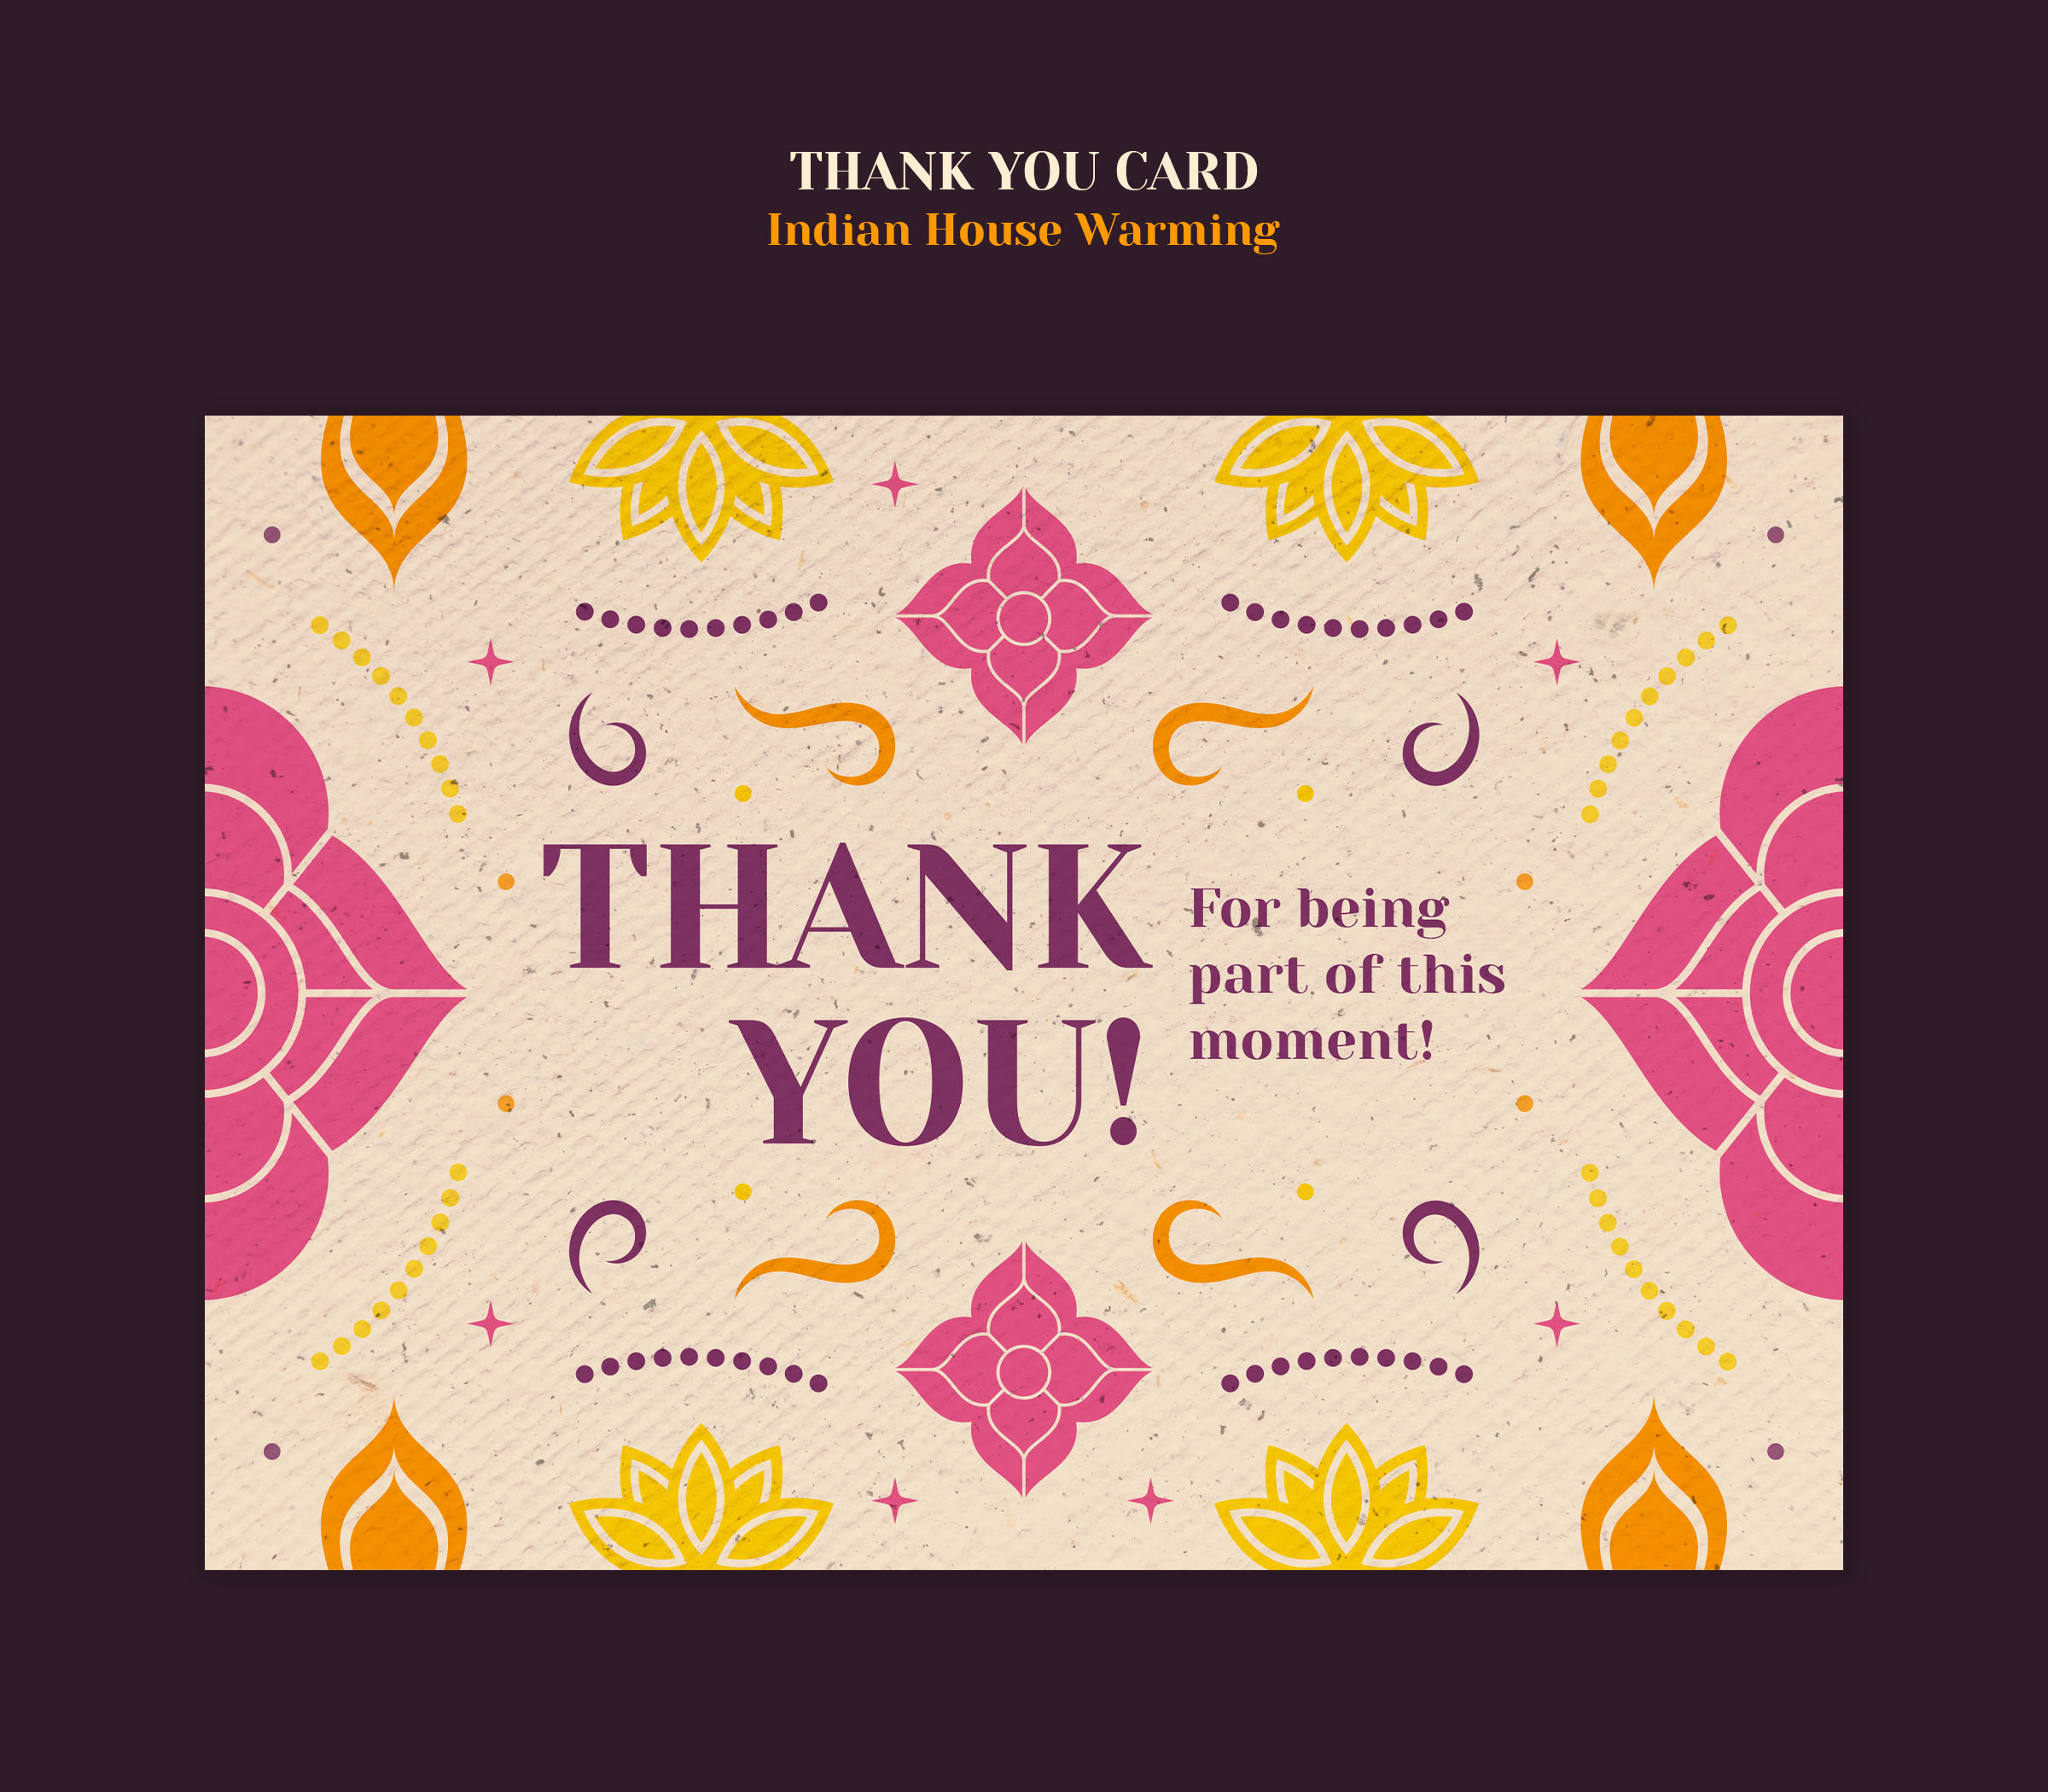 THANK YOU CARD
Indian House Warming
THANK
YOU!
For being
part of this
moment!